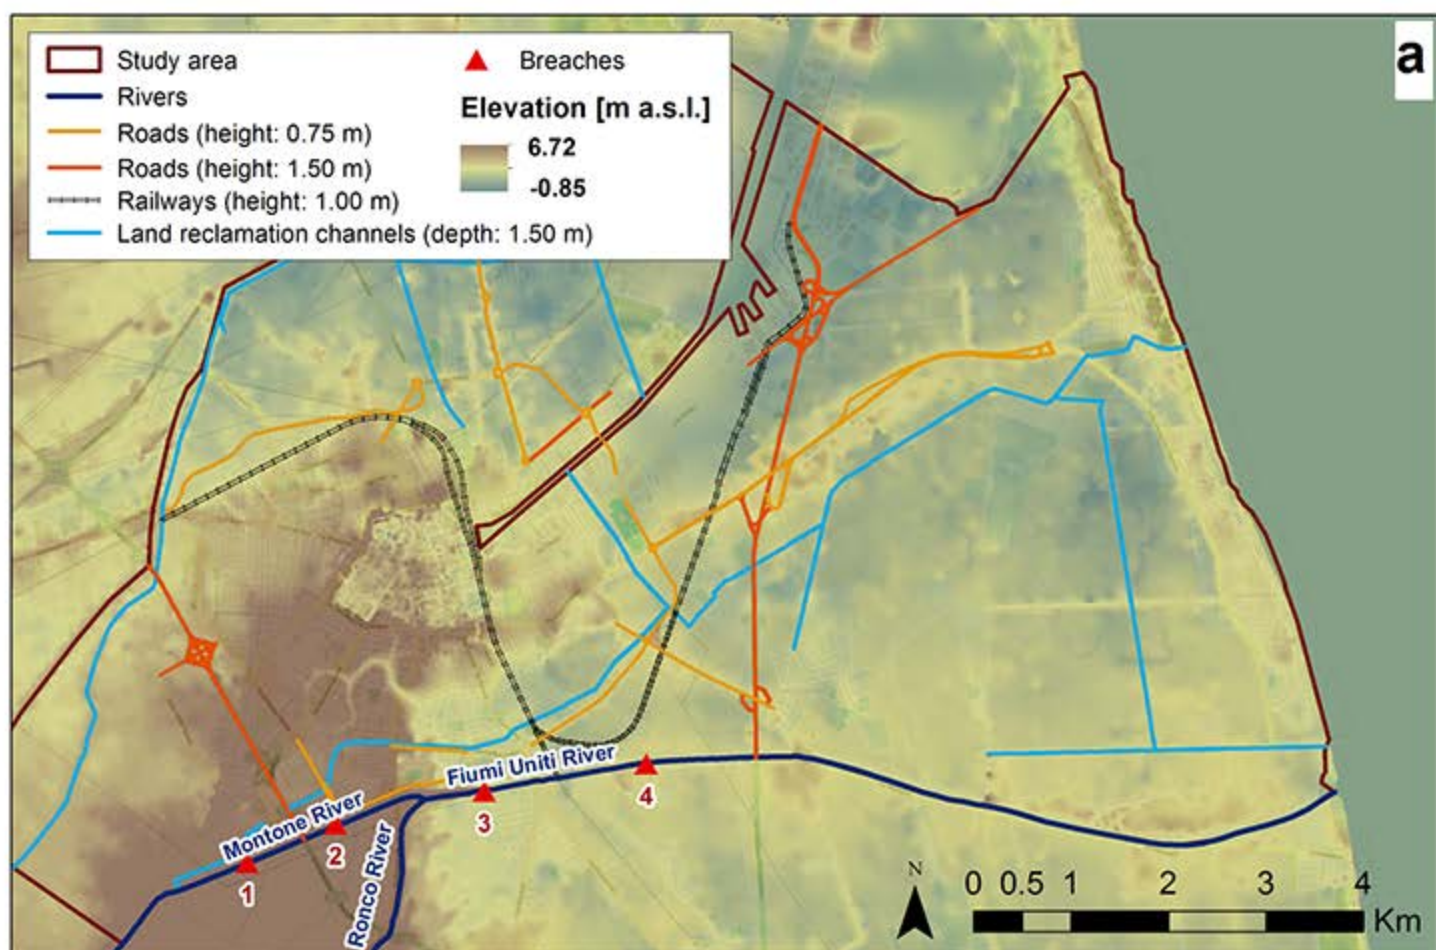 a
Study area
Rivers
Roads (height: 0.75 m)
Roads (height: 1.50 m)
Railways (height: 1.00 m)
Land reclamation channels (depth: 1.50 m)
Breaches
Elevation [m a.s.l.]
6.72
-0.85
Fiumi Uniti River
Montone River
Ronco River
1
2
3
4
N
0 0.5 1 2 3 4
Km